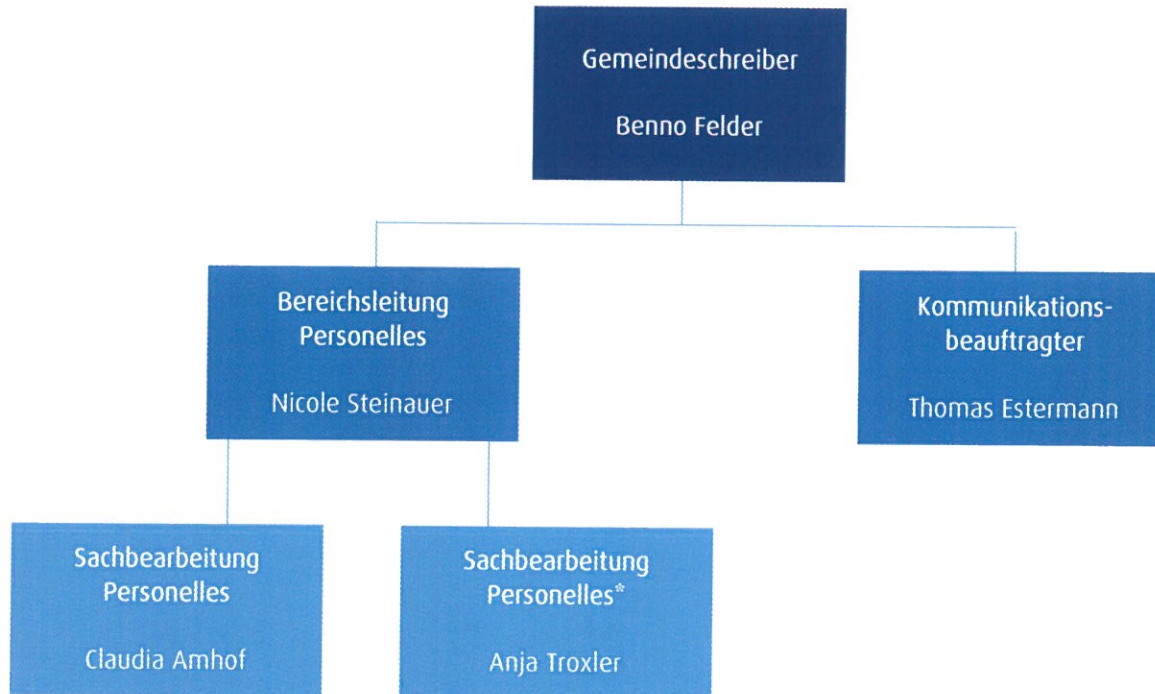 Gemeindeschreiber
Benno Felder
Bereichsleitung
Personelles
Nicole Steinauer
Kommunikations-
beauftragter
Thomas Estermann
Sachbearbeitung
Personelles
Claudia Amhof
Sachbearbeitung
Personelles*
Anja Troxler